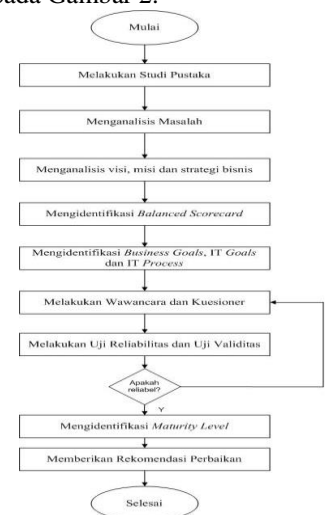 pada Gambar 2.
Mulai
Melakukan Studi Pustaka
Menganalisis Masalah
Menganalisis visi, misi dan strategi bisnis
Mengidentifikasi Balanced Scorecard
Mengidentifikasi Business Goals, IT Goals
dan IT Process
Melakukan Wawancara dan Kuesioner
Melakukan Uji Reliabilitas dan Uji Validitas
Apakah
reliabel?
Y
Mengidentifikasi Maturity Level
Memberikan Rekomendasi Perbaikan
Selesai